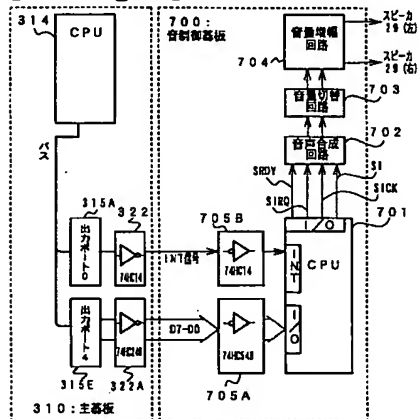 314
CPU
バス
315A
出力ポート0
322
74HC14
INT信号
705B
74HC14
出力ポート4
74HC240
D7-D0
74HC540
315E
322A
705A
310:主基板
700:
音制御基板
音量増幅
回路
704
スピーカ
29(左)
スピーカ
29(右)
音量切替
回路
703
音声合成
回路
702
SRDY
SIRQ
SICK
SI
701
I/O
CPU
INT
I/O